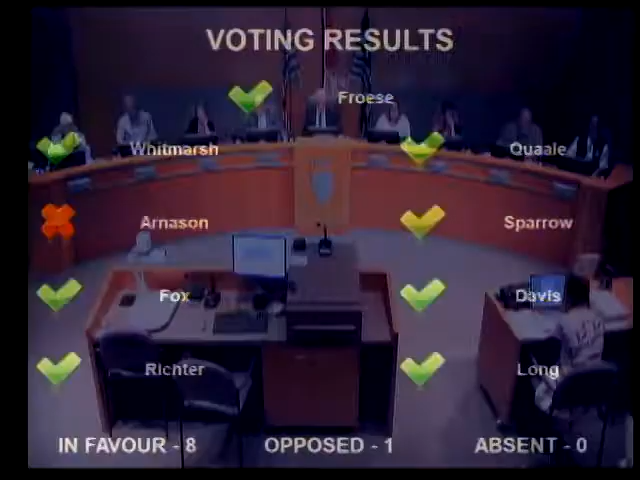 VOTING RESULTS
Froese
Whitmarsh
Quaale
Arnason
Sparrow
Fox
Davis
Richter
Long
IN FAVOUR - 8
OPPOSED - 1
ABSENT - 0